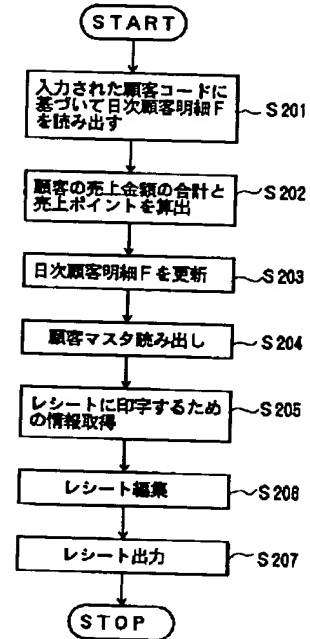 START
入力された顧客コードに
基づいて日次顧客明細F
を読み出す
S201
顧客の売上金額の合計と
売上ポイントを算出
S202
日次顧客明細Fを更新
S203
顧客マスタ読み出し
S204
レシートに印字するため
の情報取得
S205
レシート編集
S206
レシート出力
S207
STOP